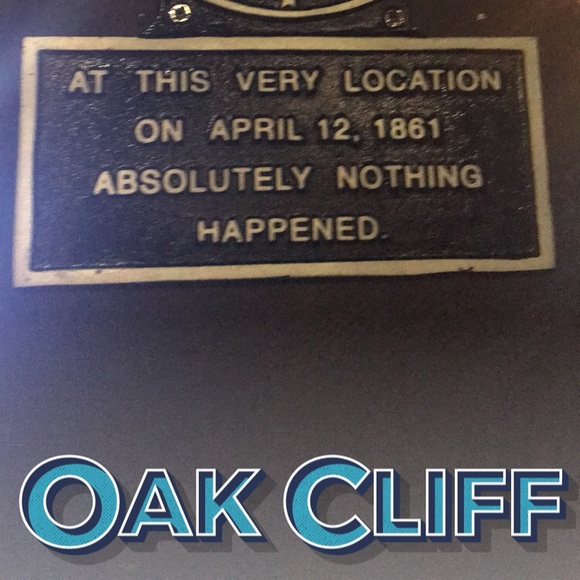 AT THIS VERY LOCATION
ON APRIL 12, 1861
ABSOLUTELY NOTHING
HAPPENED.
OAK CLIFF